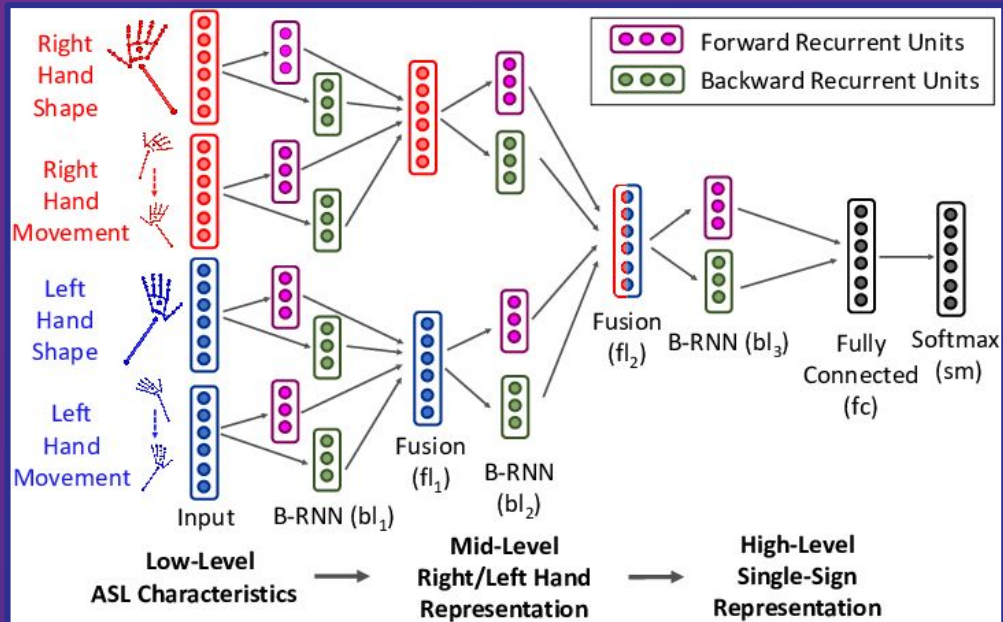 Right
Hand
Shape
Right
Hand
Movement
Left
Hand
Shape
Left
Hand
Movement
Forward Recurrent Units
Backward Recurrent Units
Input
B-RNN (bl₁)
Fusion
(fl₁)
B-RNN
(bl₂)
Fusion
(fl₂)
B-RNN (bl₃)
Fully
Connected
(fc)
Softmax
(sm)
Low-Level
ASL Characteristics
Mid-Level
Right/Left Hand
Representation
High-Level
Single-Sign
Representation